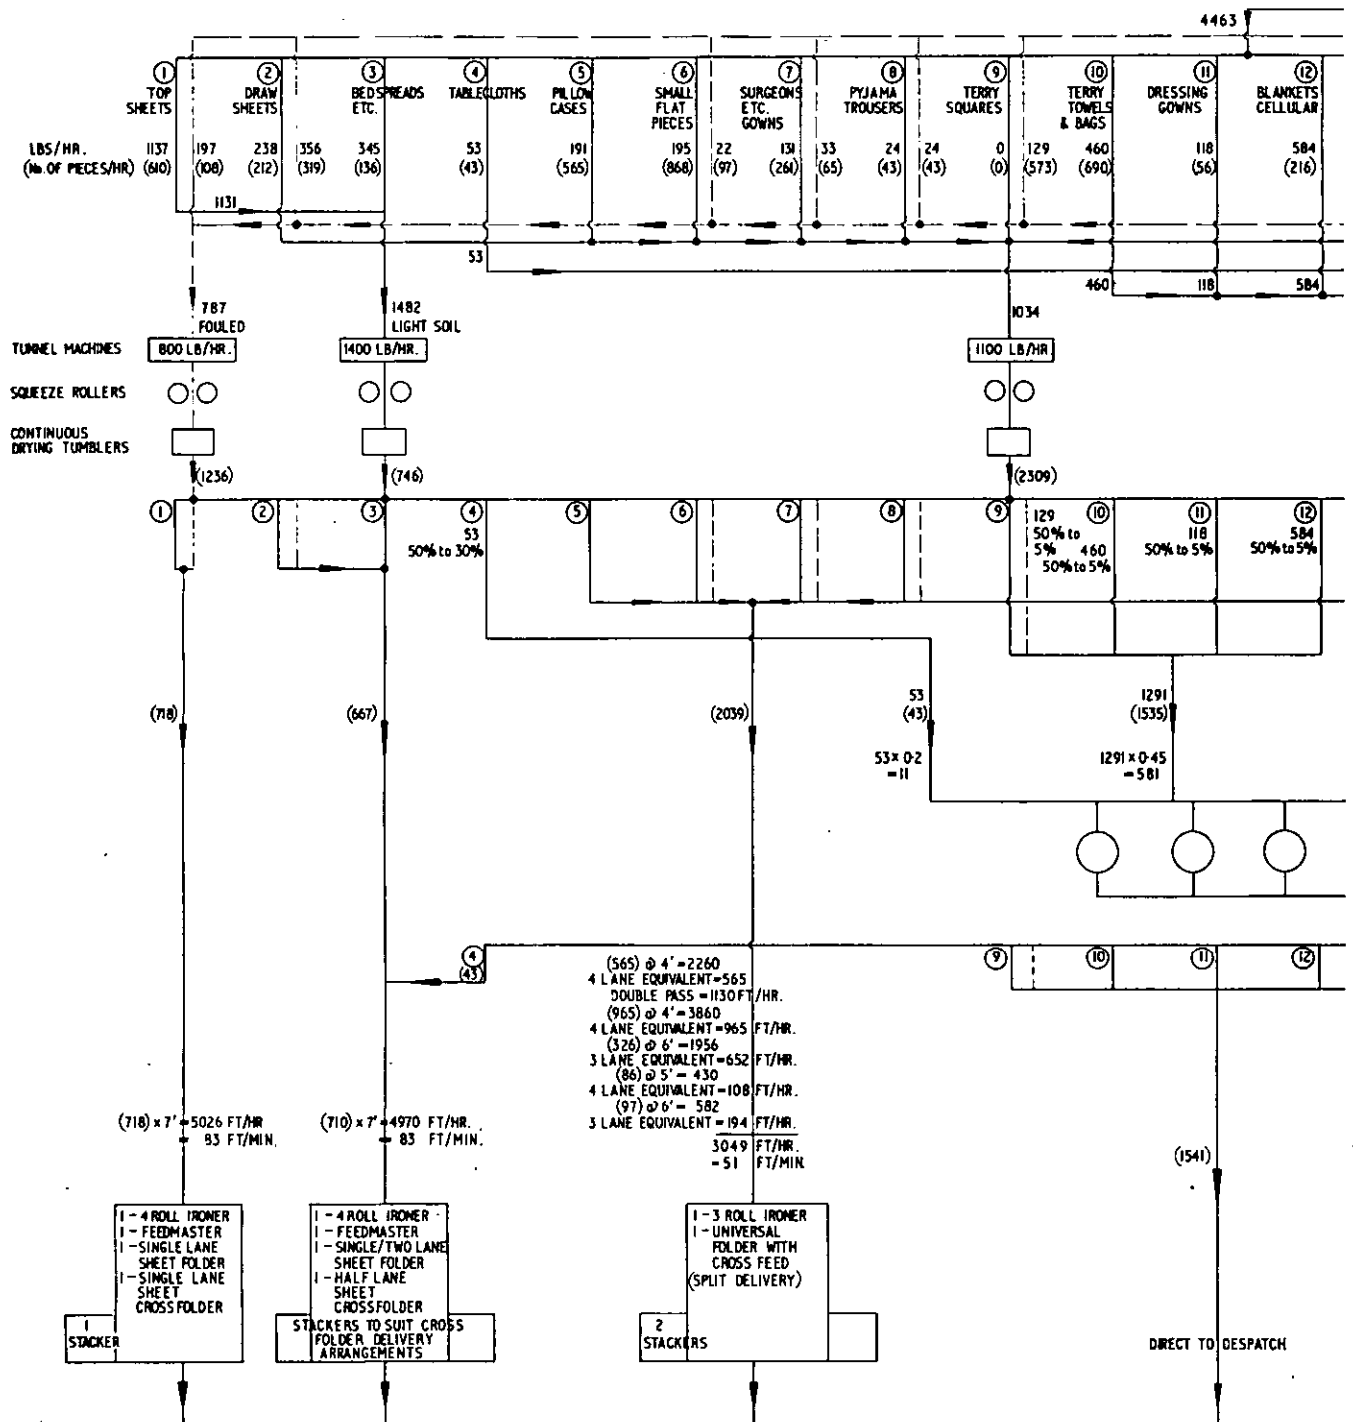 4463
① ② ③ ④ ⑤ ⑥ ⑦ ⑧ ⑨ ⑩ ⑪ ⑫
TOP SHEETS
DRAW SHEETS
BEDSPREADS ETC.
TABLECLOTHS
PILLOW CASES
SMALL FLAT PIECES
SURGEONS ETC. GOWNS
PYJAMA TROUSERS
TERRY SQUARES
TERRY TOWELS & BAGS
DRESSING GOWNS
BLANKETS CELLULAR
LBS/HR. 1137 197 238 356 345 53 191 195 22 131 33 24 24 0 129 460 118 584
(No. OF PIECES/HR) (610) (108) (212) (319) (136) (43) (565) (868) (97) (261) (65) (43) (43) (0) (573) (690) (56) (216)
1131
53
460 118 584
787
FOULED
1482
LIGHT SOIL
1034
TUNNEL MACHINES 800 LB/HR. 1400 LB/HR. 1100 LB/HR
SQUEEZE ROLLERS
CONTINUOUS
DRYING TUMBLERS
(1236) (746) (2309)
① ② ③ ④ ⑤ ⑥ ⑦ ⑧ ⑨ ⑩ ⑪ ⑫
53
50% to 30%
129
50% to
5% 460
50% to 5%
118
50% to 5%
584
50% to 5%
(718) (667) (2039)
53
(43)
1291
(1535)
53 x 0·2
= 11
1291 x 0·45
= 581
④
(43)
⑨ ⑩ ⑪ ⑫
(565) @ 4' = 2260
4 LANE EQUIVALENT = 565
DOUBLE PASS = 1130 FT/HR.
(965) @ 4' = 3860
4 LANE EQUIVALENT = 965 FT/HR.
(326) @ 6' = 1956
3 LANE EQUIVALENT = 652 FT/HR.
(86) @ 5' = 430
4 LANE EQUIVALENT = 108 FT/HR.
(97) @ 6' = 582
3 LANE EQUIVALENT = 194 FT/HR.
3049 FT/HR.
= 51 FT/MIN.
(718) x 7' = 5026 FT/HR
= 83 FT/MIN.
(710) x 7' = 4970 FT/HR.
= 83 FT/MIN.
(1541)
1 - 4 ROLL IRONER
1 - FEEDMASTER
1 - SINGLE LANE
SHEET FOLDER
1 - SINGLE LANE
SHEET
CROSSFOLDER
1
STACKER
1 - 4 ROLL IRONER
1 - FEEDMASTER
1 - SINGLE/TWO LANE
SHEET FOLDER
1 - HALF LANE
SHEET
CROSSFOLDER
STACKERS TO SUIT CROSS
FOLDER DELIVERY
ARRANGEMENTS
1 - 3 ROLL IRONER
1 - UNIVERSAL
FOLDER WITH
CROSS FEED
(SPLIT DELIVERY)
2
STACKERS
DIRECT TO DESPATCH